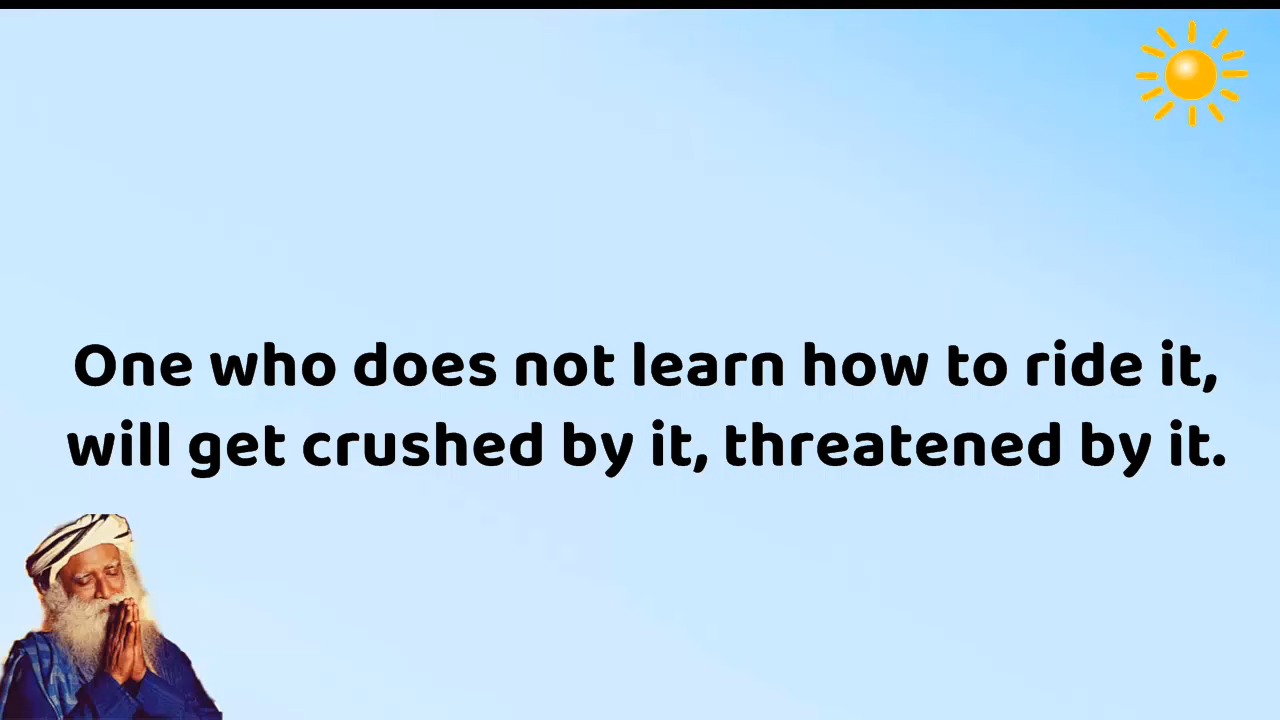 One who does not learn how to ride it,
will get crushed by it, threatened by it.